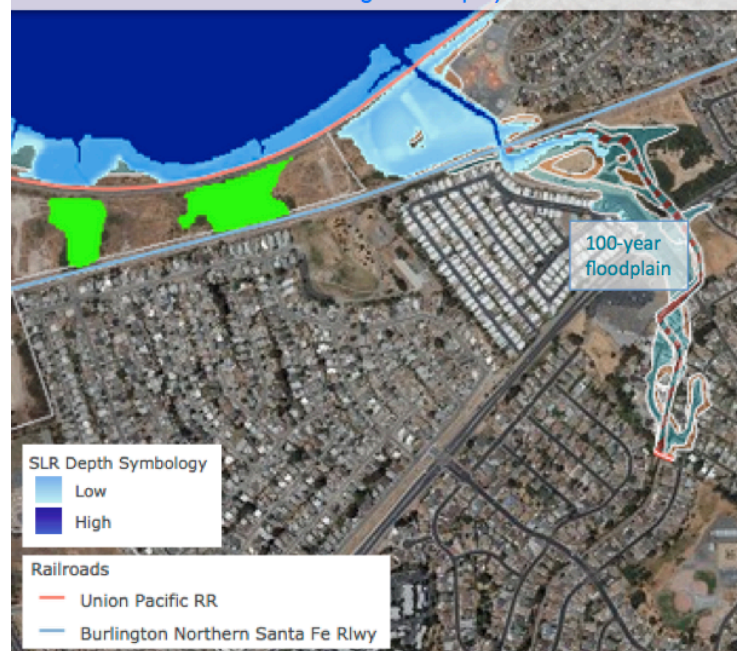 100-year
floodplain
SLR Depth Symbology
Low
High
Railroads
Union Pacific RR
Burlington Northern Santa Fe Rlwy